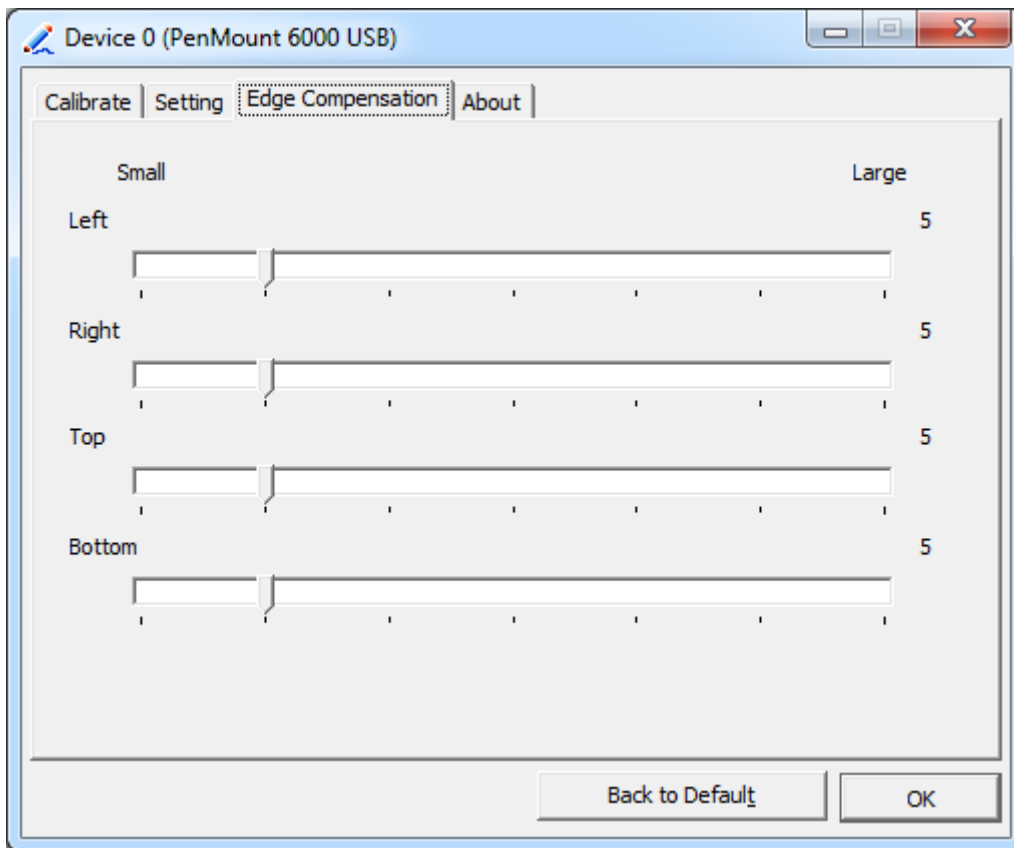 Device 0 (PenMount 6000 USB)
Calibrate Setting Edge Compensation About
Small Large
Left 5
Right 5
Top 5
Bottom 5
Back to Default OK